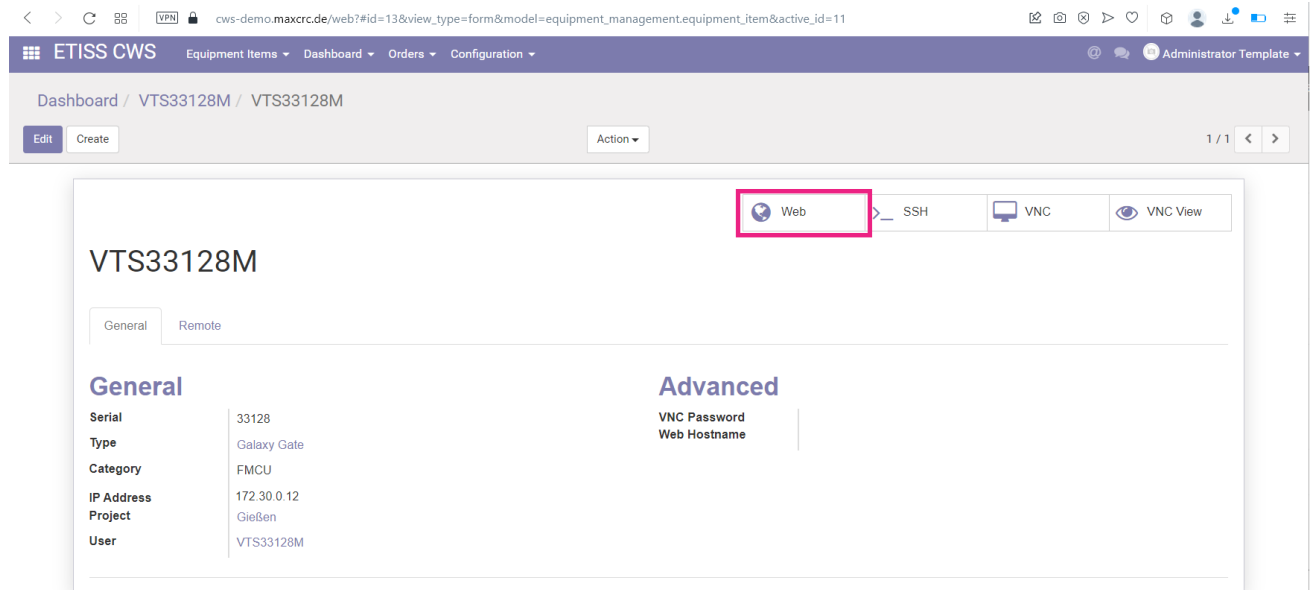 VPN cws-demo.maxcrc.de/web?#id=13&view_type=form&model=equipment_management.equipment_item&active_id=11
ETISS CWS Equipment Items Dashboard Orders Configuration Administrator Template
Dashboard / VTS33128M / VTS33128M
Edit Create Action 1 / 1
Web >_ SSH VNC VNC View
VTS33128M
General Remote
General Advanced
Serial 33128 VNC Password
Type Galaxy Gate Web Hostname
Category FMCU
IP Address 172.30.0.12
Project Gießen
User VTS33128M